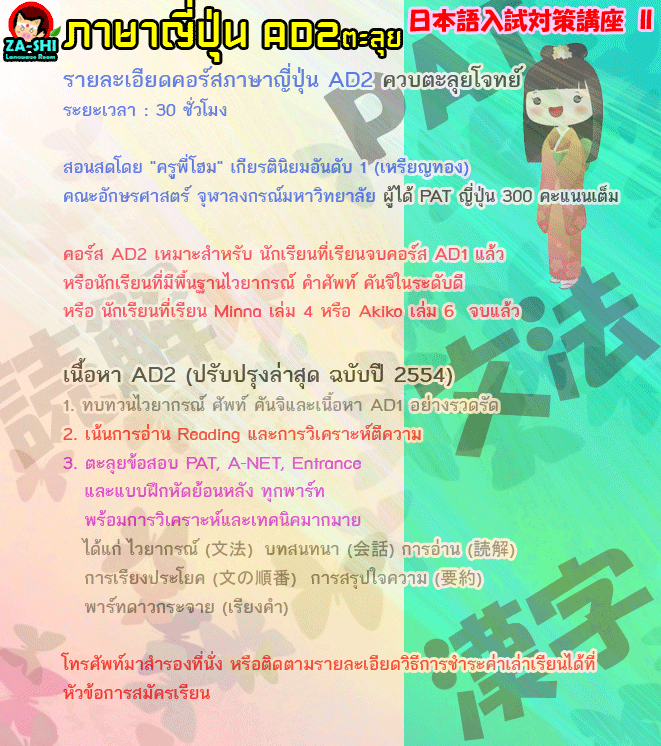 ZA-SHI
Language Room
ภาษาญี่ปุ่น AD2ตะลุย
日本語入試対策講座 II
รายละเอียดคอร์สภาษาญี่ปุ่น AD2 ควบตะลุยโจทย์
ระยะเวลา : 30 ชั่วโมง
สอนสดโดย "ครูพี่โฮม" เกียรตินิยมอันดับ 1 (เหรียญทอง)
คณะอักษรศาสตร์ จุฬาลงกรณ์มหาวิทยาลัย ผู้ได้ PAT ญี่ปุ่น 300 คะแนนเต็ม
คอร์ส AD2 เหมาะสำหรับ นักเรียนที่เรียนจบคอร์ส AD1 แล้ว
หรือนักเรียนที่มีพื้นฐานไวยากรณ์ คำศัพท์ คันจิในระดับดี
หรือ นักเรียนที่เรียน Minna เล่ม 4 หรือ Akiko เล่ม 6 จบแล้ว
เนื้อหา AD2 (ปรับปรุงล่าสุด ฉบับปี 2554)
1. ทบทวนไวยากรณ์ ศัพท์ คันจิและเนื้อหา AD1 อย่างรวดรัด
2. เน้นการอ่าน Reading และการวิเคราะห์ตีความ
3. ตะลุยข้อสอบ PAT, A-NET, Entrance
และแบบฝึกหัดย้อนหลัง ทุกพาร์ท
พร้อมการวิเคราะห์และเทคนิคมากมาย
ได้แก่ ไวยากรณ์ (文法) บทสนทนา (会話) การอ่าน (読解)
การเรียงประโยค (文の順番) การสรุปใจความ (要約)
พาร์ทดาวกระจาย (เรียงคำ)
โทรศัพท์มาสำรองที่นั่ง หรือติดตามรายละเอียดวิธีการชำระค่าเล่าเรียนได้ที่
หัวข้อการสมัครเรียน
PAT
読解
文法
漢字